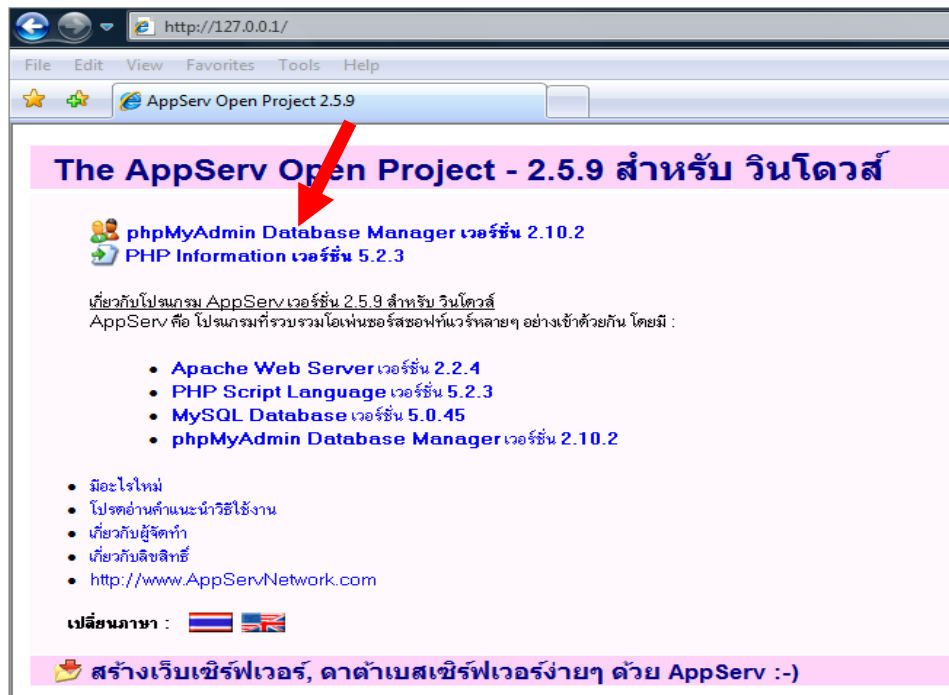 http://127.0.0.1/
File Edit View Favorites Tools Help
AppServ Open Project 2.5.9
The AppServ Open Project - 2.5.9 สำหรับ วินโดวส์
phpMyAdmin Database Manager เวอร์ชั่น 2.10.2
PHP Information เวอร์ชั่น 5.2.3
เกี่ยวกับโปรแกรม AppServ เวอร์ชั่น 2.5.9 สำหรับ วินโดวส์
AppServ คือ โปรแกรมที่รวบรวมโอเพ่นซอร์สซอฟท์แวร์หลายๆ อย่างเข้าด้วยกัน โดยมี :
Apache Web Server เวอร์ชั่น 2.2.4
PHP Script Language เวอร์ชั่น 5.2.3
MySQL Database เวอร์ชั่น 5.0.45
phpMyAdmin Database Manager เวอร์ชั่น 2.10.2
มีอะไรใหม่
โปรดอ่านคำแนะนำวิธีใช้งาน
เกี่ยวกับผู้จัดทำ
เกี่ยวกับลิขสิทธิ์
http://www.AppServNetwork.com
เปลี่ยนภาษา :
สร้างเว็บเซิร์ฟเวอร์, ดาต้าเบสเซิร์ฟเวอร์ง่ายๆ ด้วย AppServ :-)